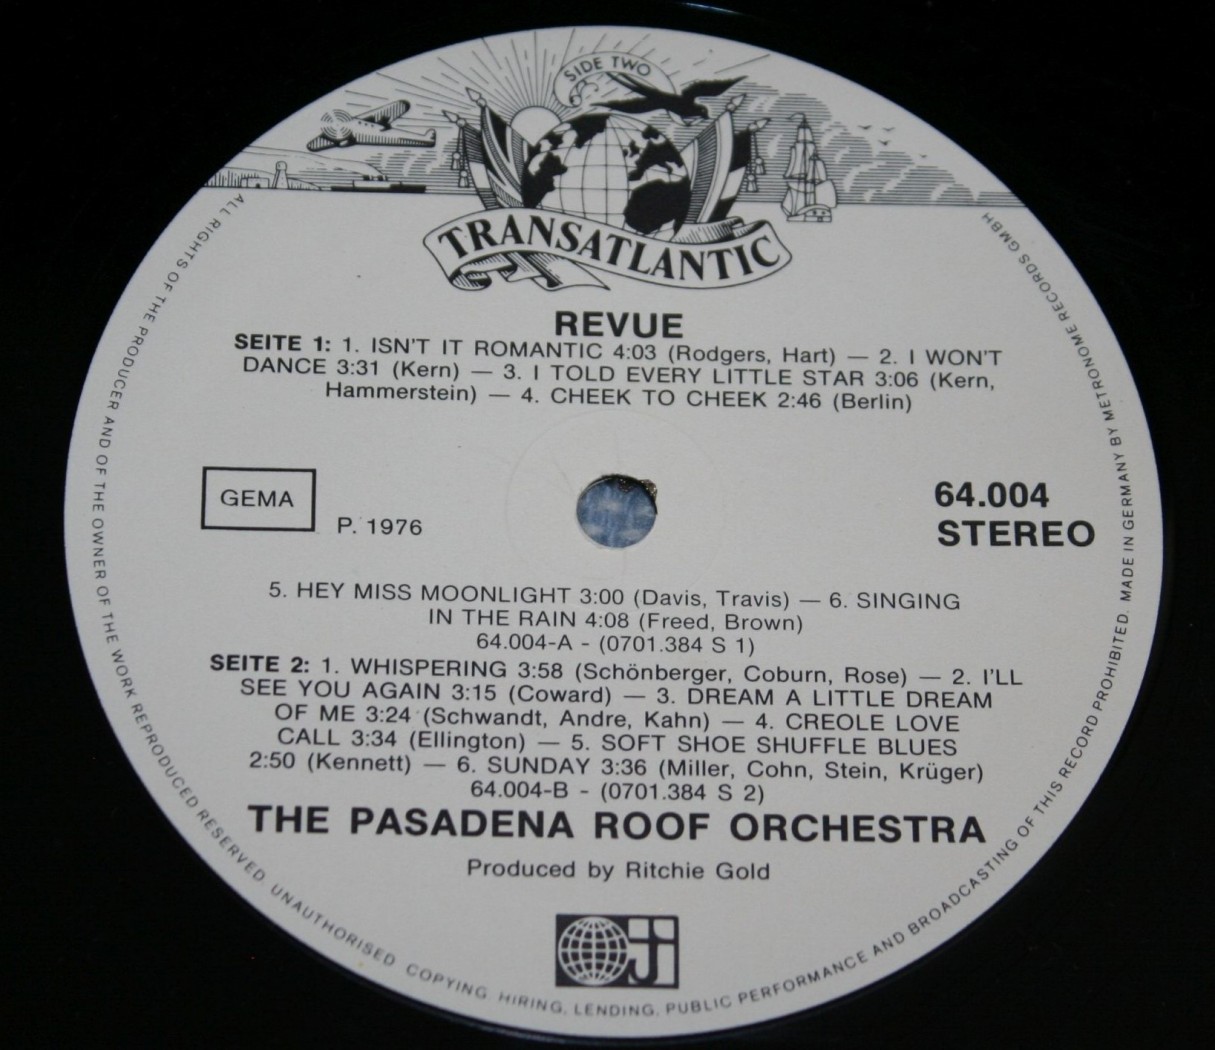 SIDE TWO
TRANSATLANTIC
REVUE
SEITE 1: 1. ISN'T IT ROMANTIC 4:03 (Rodgers, Hart) — 2. I WON'T
DANCE 3:31 (Kern) — 3. I TOLD EVERY LITTLE STAR 3:06 (Kern,
Hammerstein) — 4. CHEEK TO CHEEK 2:46 (Berlin)
GEMA
P. 1976
64.004
STEREO
5. HEY MISS MOONLIGHT 3:00 (Davis, Travis) — 6. SINGING
IN THE RAIN 4:08 (Freed, Brown)
64.004-A - (0701.384 S 1)
SEITE 2: 1. WHISPERING 3:58 (Schönberger, Coburn, Rose) — 2. I'LL
SEE YOU AGAIN 3:15 (Coward) — 3. DREAM A LITTLE DREAM
OF ME 3:24 (Schwandt, Andre, Kahn) — 4. CREOLE LOVE
CALL 3:34 (Ellington) — 5. SOFT SHOE SHUFFLE BLUES
2:50 (Kennett) — 6. SUNDAY 3:36 (Miller, Cohn, Stein, Krüger)
64.004-B - (0701.384 S 2)
THE PASADENA ROOF ORCHESTRA
Produced by Ritchie Gold
ALL RIGHTS OF THE PRODUCER AND OF THE OWNER OF THE WORK REPRODUCED RESERVED. UNAUTHORISED COPYING, HIRING, LENDING, PUBLIC PERFORMANCE AND BROADCASTING OF THIS RECORD PROHIBITED. MADE IN GERMANY BY METRONOME RECORDS GMBH